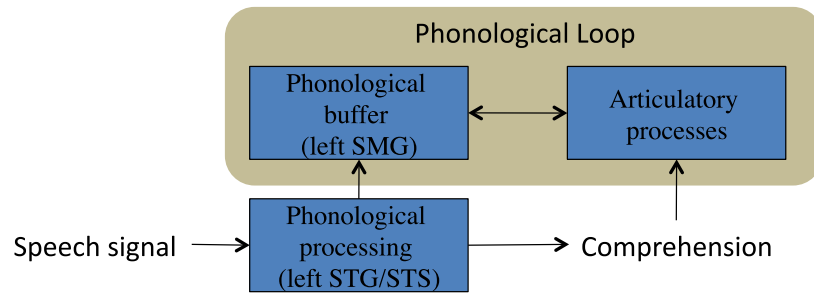 Phonological Loop
Phonological
buffer
(left SMG)
Articulatory
processes
Speech signal
Phonological
processing
(left STG/STS)
Comprehension